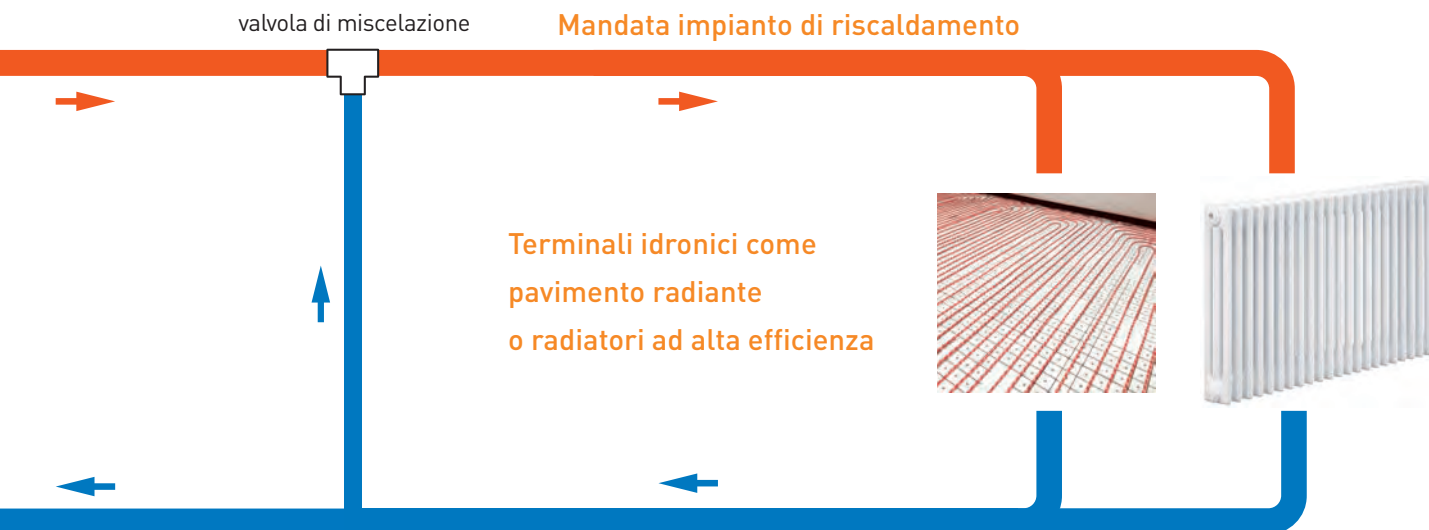 valvola di miscelazione
Mandata impianto di riscaldamento
Terminali idronici come
pavimento radiante
o radiatori ad alta efficienza